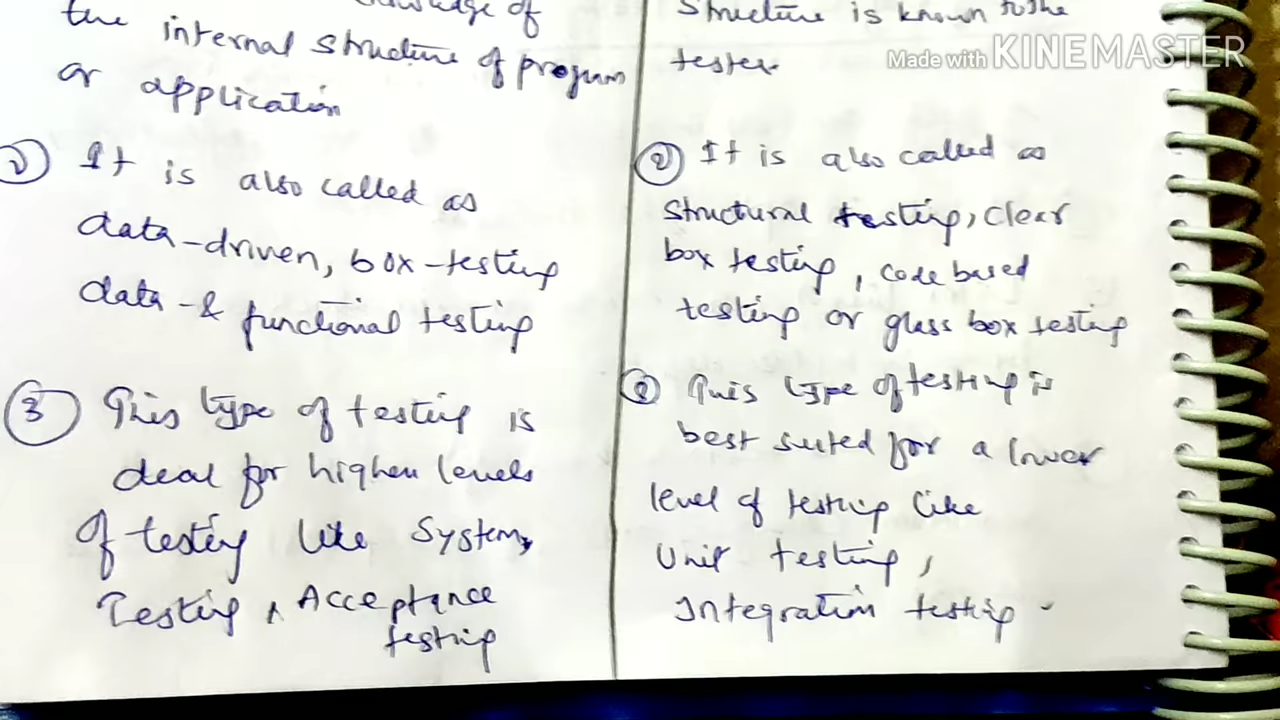 the internal structure of program
or application
② It is also called as
data-driven, box-testing
data-& functional testing
③ This type of testing is
deal for higher levels
Of testing like System,
Testing, Acceptance
testing
Structure is known to the
tester.
② It is also called as
Structural testing, Clear
box testing, code based
testing or glass box testing
③ This type of testing is
best suited for a lower
level of testing like
Unit testing,
Integration testing.
Made with KINEMASTER